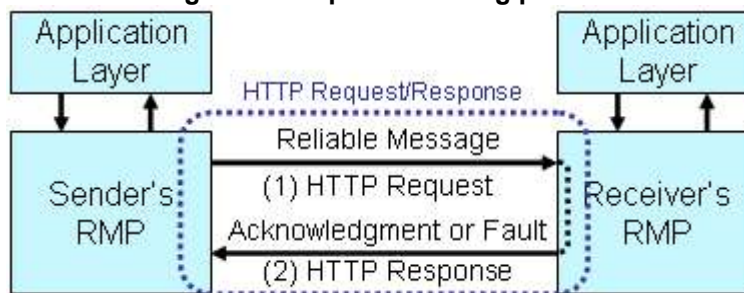 Application
Layer
Application
Layer
HTTP Request/Response
Reliable Message
(1) HTTP Request
Sender's
RMP
Receiver's
RMP
Acknowledgment or Fault
(2) HTTP Response